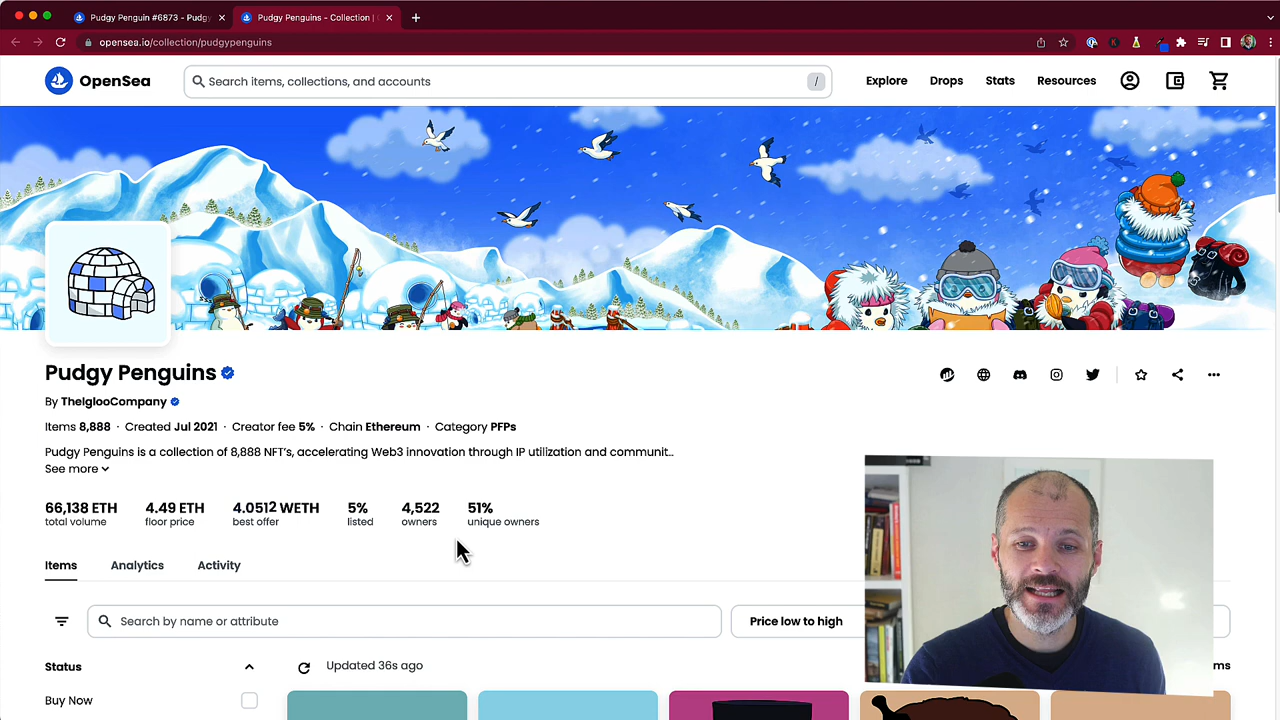 Pudgy Penguin #6873 - Pudgy
Pudgy Penguins - Collection |
opensea.io/collection/pudgypenguins
OpenSea
Search items, collections, and accounts
/
Explore
Drops
Stats
Resources
Pudgy Penguins
By TheIglooCompany
Items 8,888 · Created Jul 2021 · Creator fee 5% · Chain Ethereum · Category PFPs
Pudgy Penguins is a collection of 8,888 NFT's, accelerating Web3 innovation through IP utilization and communit…
See more
66,138 ETH
total volume
4.49 ETH
floor price
4.0512 WETH
best offer
5%
listed
4,522
owners
51%
unique owners
Items
Analytics
Activity
Search by name or attribute
Price low to high
Status
Updated 36s ago
Buy Now